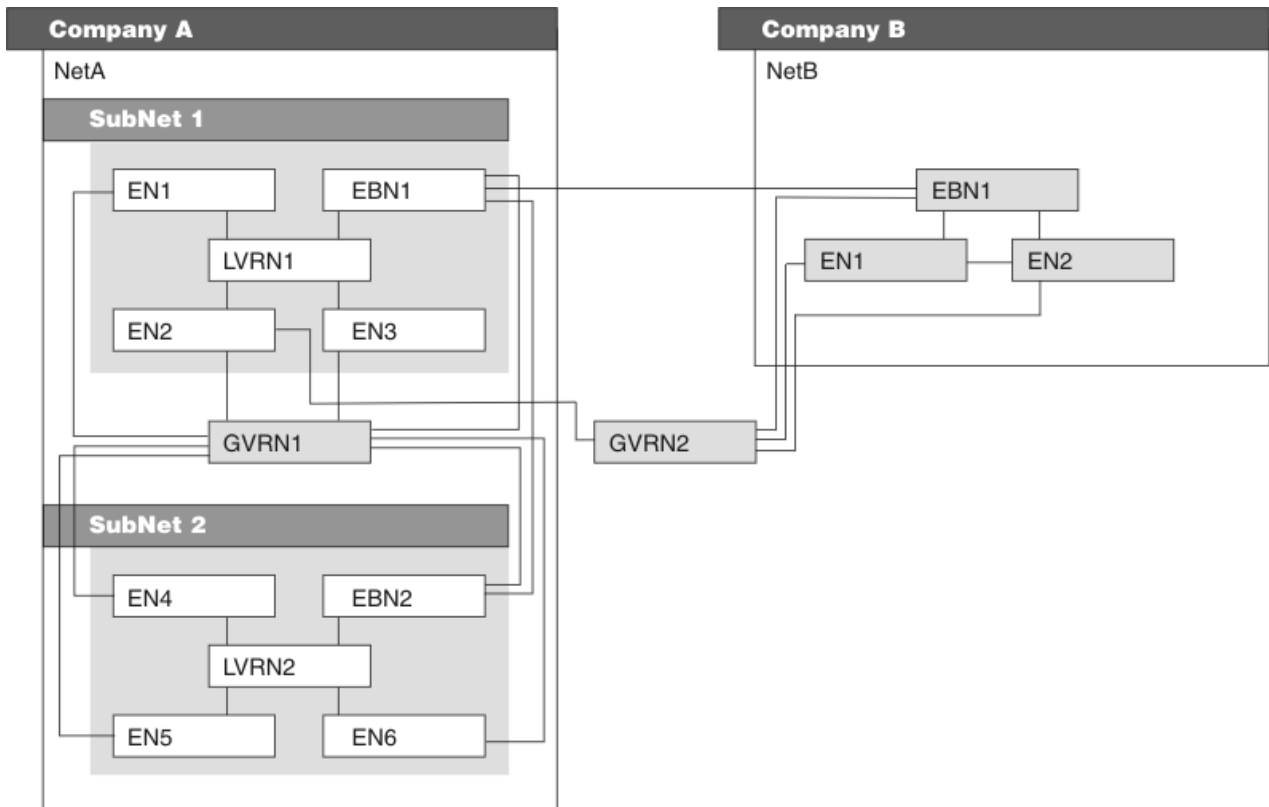 Company A
NetA
SubNet 1
EN1
EBN1
LVRN1
EN2
EN3
GVRN1
SubNet 2
EN4
EBN2
LVRN2
EN5
EN6
GVRN2
Company B
NetB
EBN1
EN1
EN2